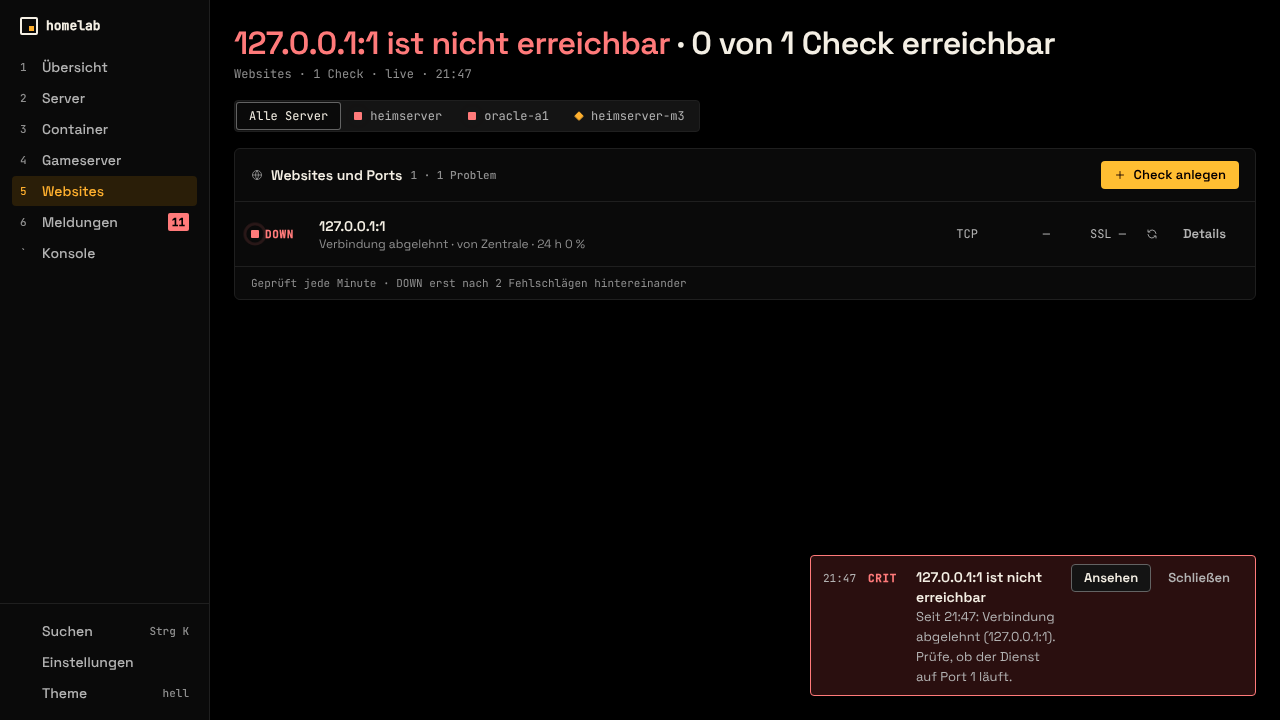 homelab
1 Übersicht
2 Server
3 Container
4 Gameserver
5 Websites
6 Meldungen 11
` Konsole
Suchen Strg K
Einstellungen
Theme hell
127.0.0.1:1 ist nicht erreichbar · 0 von 1 Check erreichbar
Websites · 1 Check · live · 21:47
Alle Server heimserver oracle-a1 heimserver-m3
Websites und Ports 1 · 1 Problem + Check anlegen
DOWN 127.0.0.1:1 TCP — SSL — Details
Verbindung abgelehnt · von Zentrale · 24 h 0 %
Geprüft jede Minute · DOWN erst nach 2 Fehlschlägen hintereinander
21:47 CRIT 127.0.0.1:1 ist nicht Ansehen Schließen
erreichbar
Seit 21:47: Verbindung
abgelehnt (127.0.0.1:1).
Prüfe, ob der Dienst
auf Port 1 läuft.